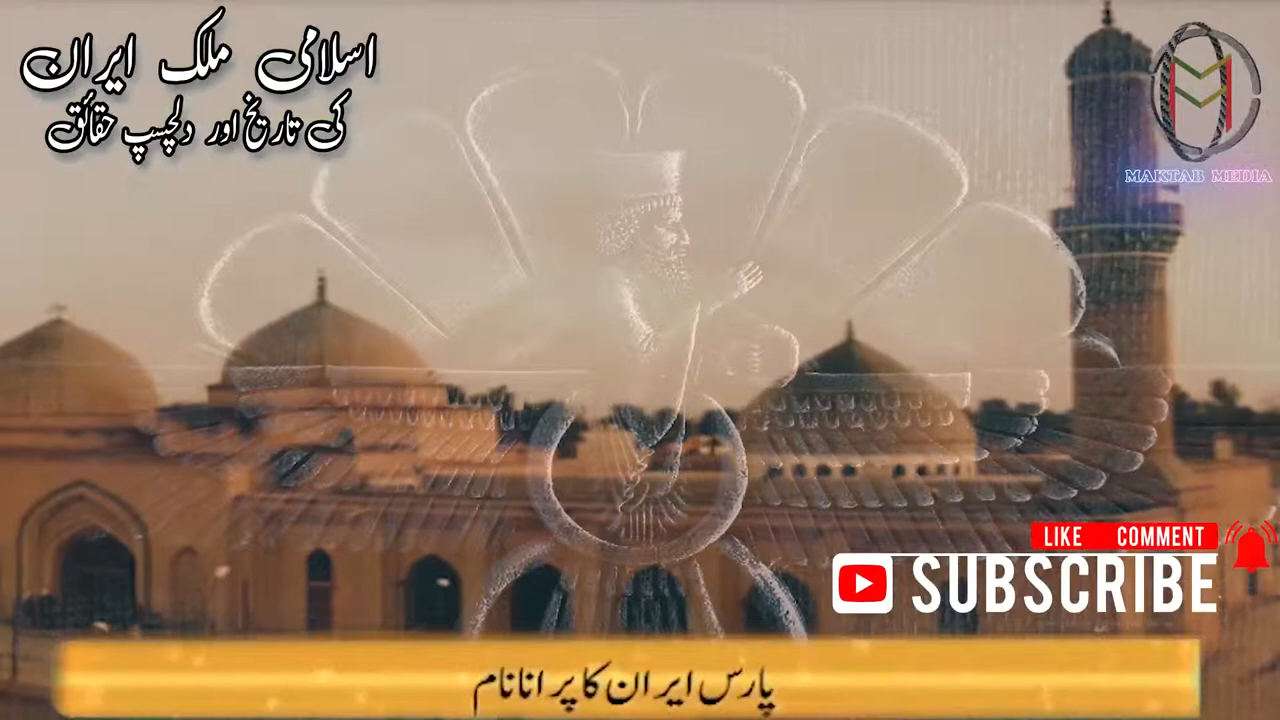 اسلامی ملک ایران
کی تاریخ اور دلچسپ حقائق
MAKTAB MEDIA
LIKE COMMENT
SUBSCRIBE
پارس ایران کا پرانا نام